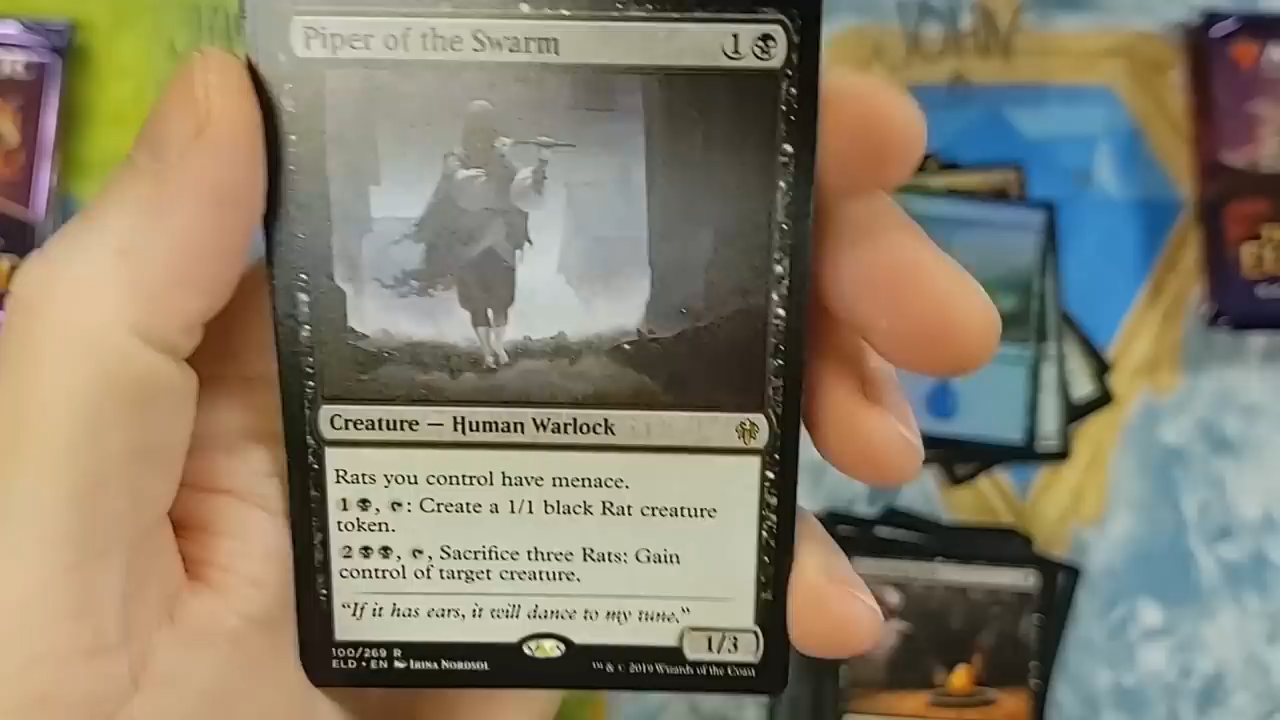 JOHN
Piper of the Swarm 1
Creature — Human Warlock
Rats you control have menace.
1 , : Create a 1/1 black Rat creature
token.
2 , , Sacrifice three Rats: Gain
control of target creature.
“If it has ears, it will dance to my tune.”
1/3
100/269 R
ELD • EN Irina Nordsol
™ & © 2019 Wizards of the Coast